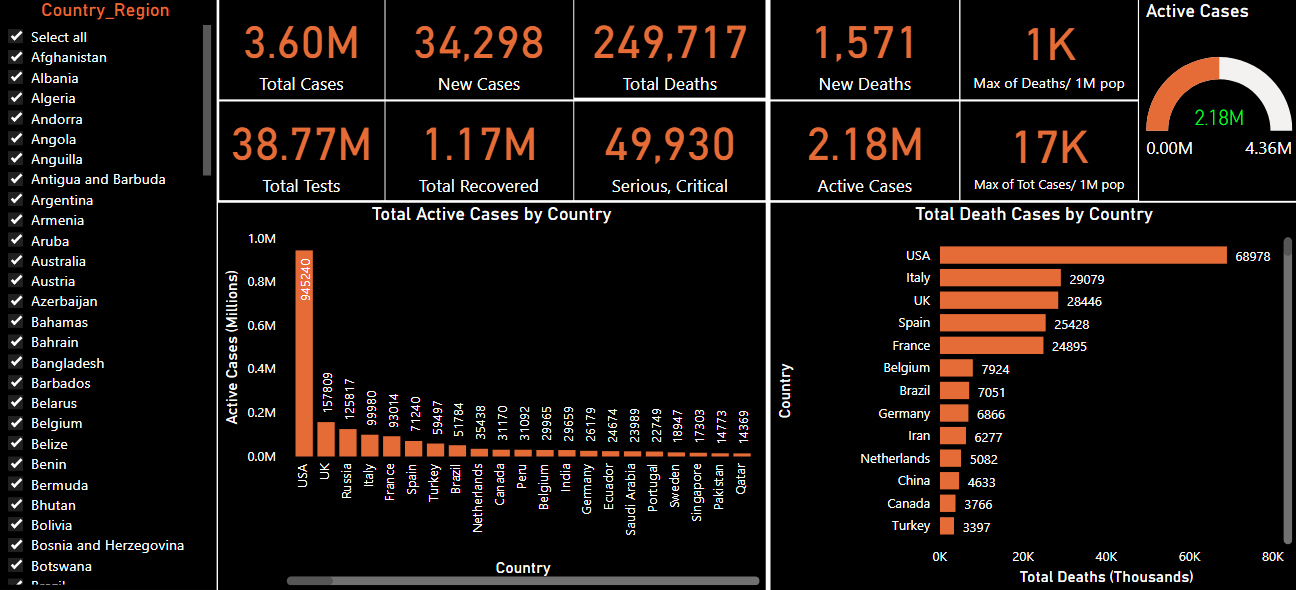 Country_Region
Select all
Afghanistan
Albania
Algeria
Andorra
Angola
Anguilla
Antigua and Barbuda
Argentina
Armenia
Aruba
Australia
Austria
Azerbaijan
Bahamas
Bahrain
Bangladesh
Barbados
Belarus
Belgium
Belize
Benin
Bermuda
Bhutan
Bolivia
Bosnia and Herzegovina
Botswana
3.60M
Total Cases
34,298
New Cases
249,717
Total Deaths
1,571
New Deaths
1K
Max of Deaths/ 1M pop
38.77M
Total Tests
1.17M
Total Recovered
49,930
Serious, Critical
2.18M
Active Cases
17K
Max of Tot Cases/ 1M pop
Active Cases
2.18M
0.00M
4.36M
Total Active Cases by Country
Active Cases (Millions)
1.0M
0.8M
0.6M
0.4M
0.2M
0.0M
945240
157809
125817
99980
93014
71240
59497
51784
35438
31170
31092
29965
29659
26179
24674
23989
22749
18947
17303
14773
14369
USA
UK
Russia
Italy
France
Spain
Turkey
Brazil
Netherlands
Canada
Peru
Belgium
India
Germany
Ecuador
Saudi Arabia
Portugal
Sweden
Singapore
Pakistan
Qatar
Country
Total Death Cases by Country
Country
USA 68978
Italy 29079
UK 28446
Spain 25428
France 24895
Belgium 7924
Brazil 7051
Germany 6866
Iran 6277
Netherlands 5082
China 4633
Canada 3766
Turkey 3397
0K 20K 40K 60K 80K
Total Deaths (Thousands)